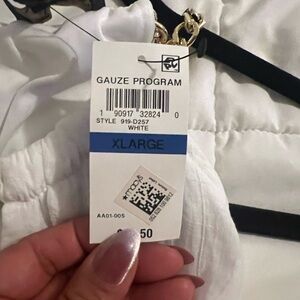 GAUZE PROGRAM
1 90917 32824 0
STYLE 919-D257
WHITE
XLARGE
macys
AA01-005
50